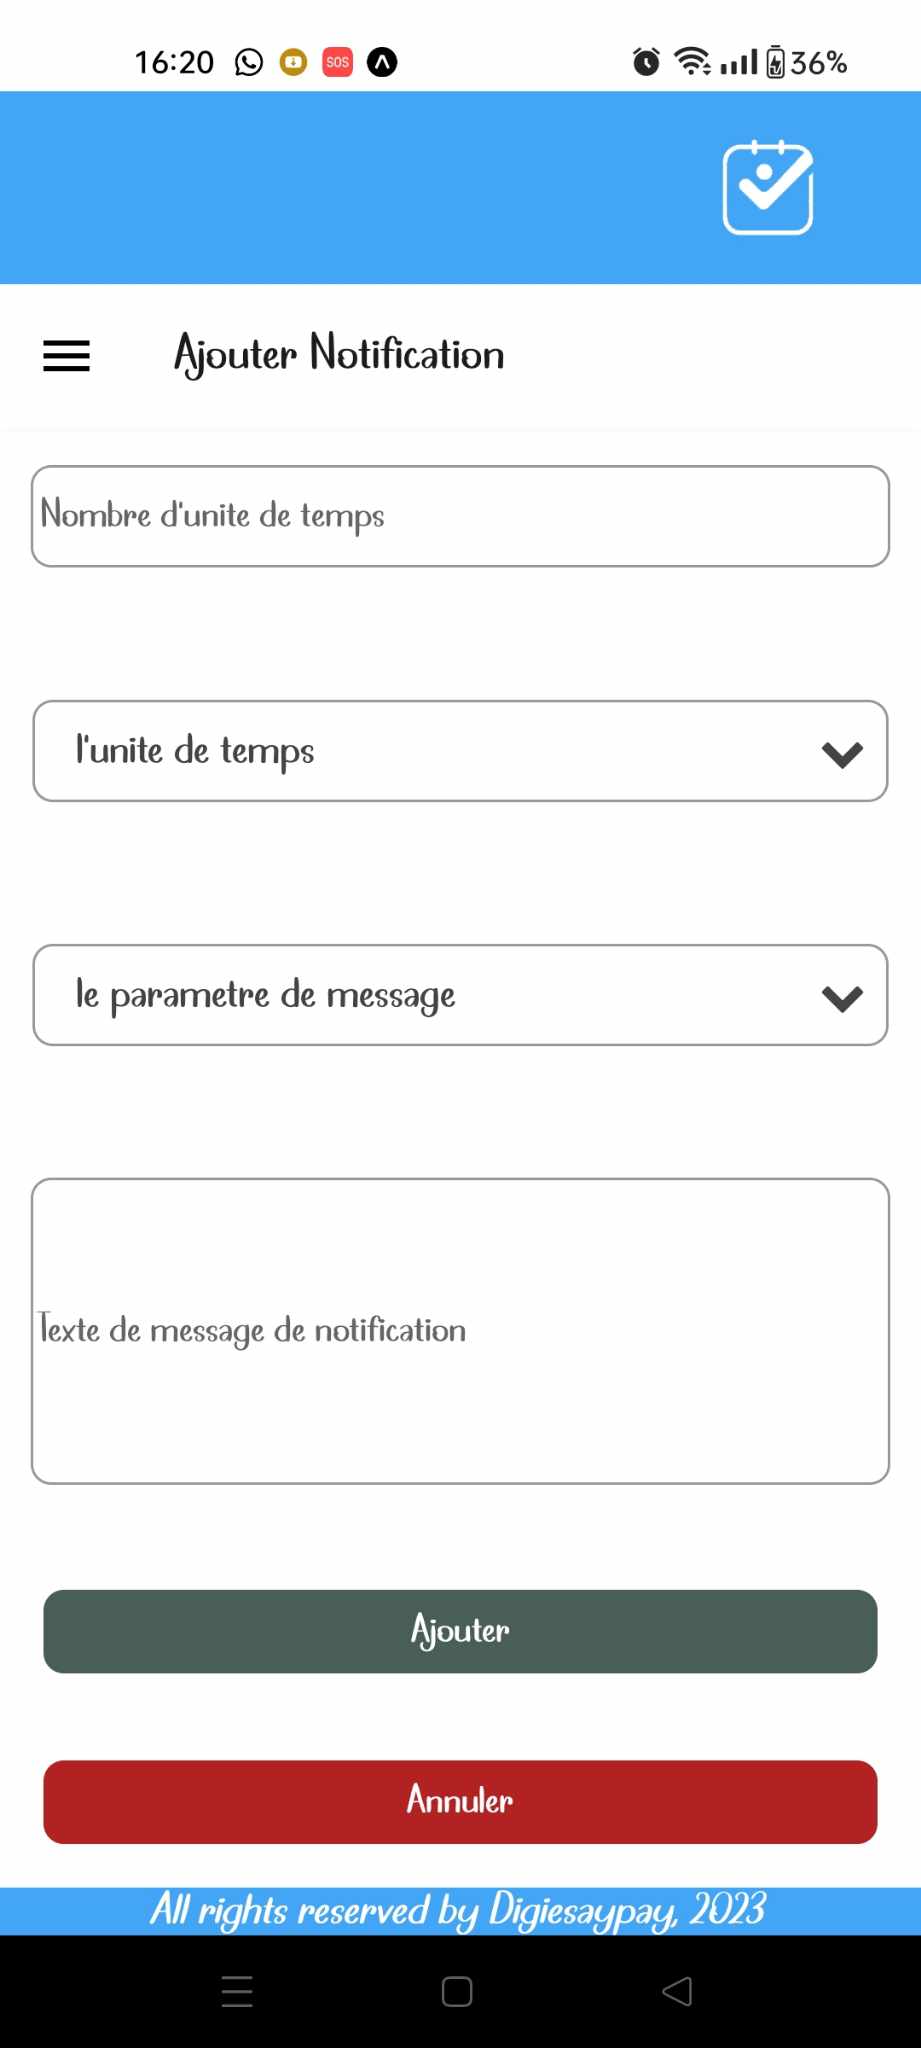 16:20 SOS 36%
Ajouter Notification
Nombre d'unite de temps
l'unite de temps
le parametre de message
Texte de message de notification
Ajouter
Annuler
All rights reserved by Digiesaypay, 2023